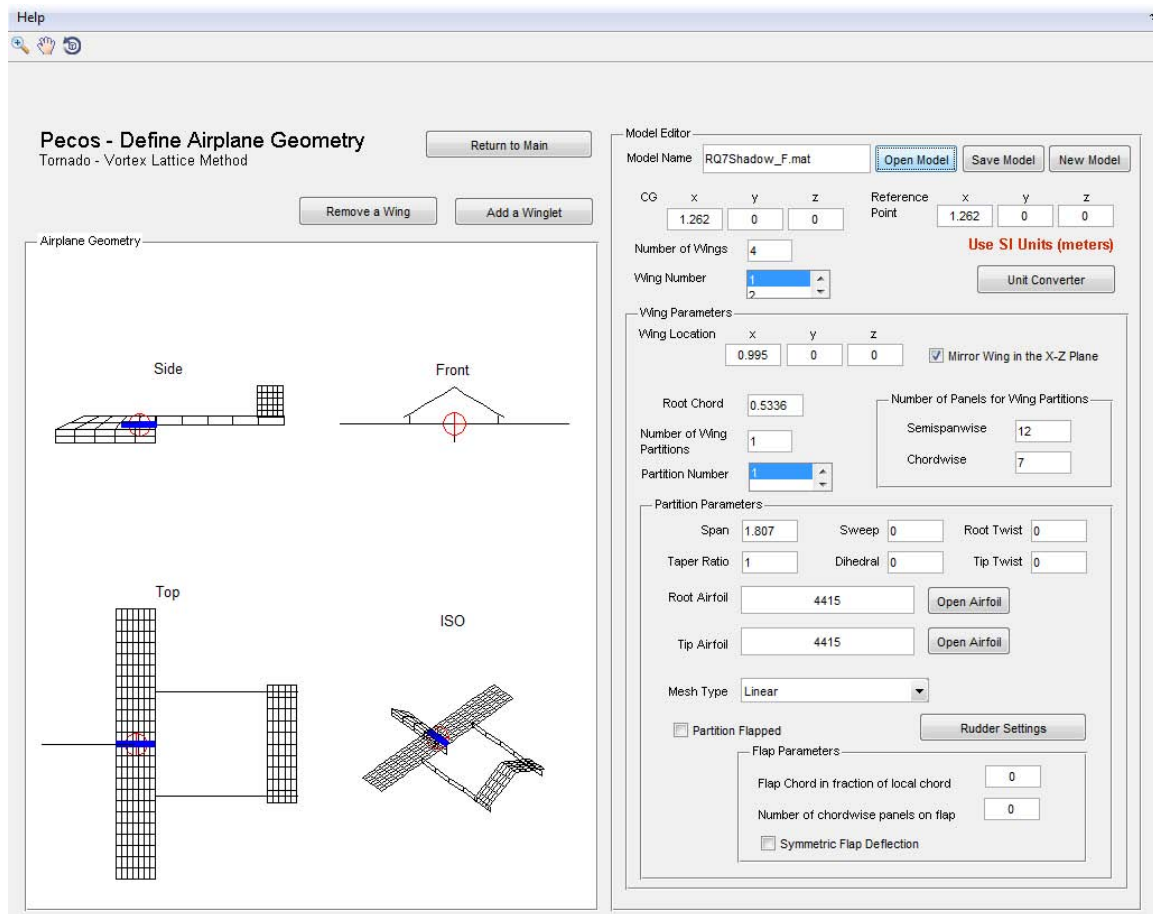 Help
Pecos - Define Airplane Geometry
Tornado - Vortex Lattice Method
Return to Main
Remove a Wing
Add a Winglet
Airplane Geometry
Side
Front
Top
ISO
Model Editor
Model Name RQ7Shadow_F.mat Open Model Save Model New Model
CG x y z Reference Point x y z
1.262 0 0 1.262 0 0
Number of Wings 4 Use SI Units (meters)
Wing Number 1 2 Unit Converter
Wing Parameters
Wing Location x y z
0.995 0 0 Mirror Wing in the X-Z Plane
Root Chord 0.5336
Number of Wing Partitions 1
Partition Number 1
Number of Panels for Wing Partitions
Semispanwise 12
Chordwise 7
Partition Parameters
Span 1.807 Sweep 0 Root Twist 0
Taper Ratio 1 Dihedral 0 Tip Twist 0
Root Airfoil 4415 Open Airfoil
Tip Airfoil 4415 Open Airfoil
Mesh Type Linear
Partition Flapped Rudder Settings
Flap Parameters
Flap Chord in fraction of local chord 0
Number of chordwise panels on flap 0
Symmetric Flap Deflection